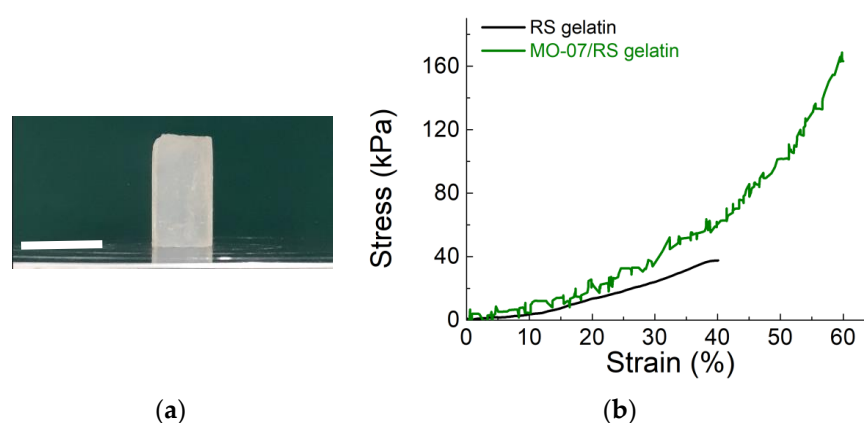 RS gelatin
MO-07/RS gelatin
160
120
80
40
0
Stress (kPa)
0 10 20 30 40 50 60
Strain (%)
(a) (b)